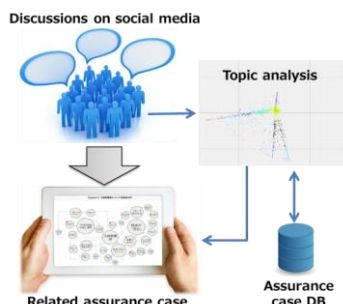 Discussions on social media
Topic analysis
Related assurance case
Assurance
case DB